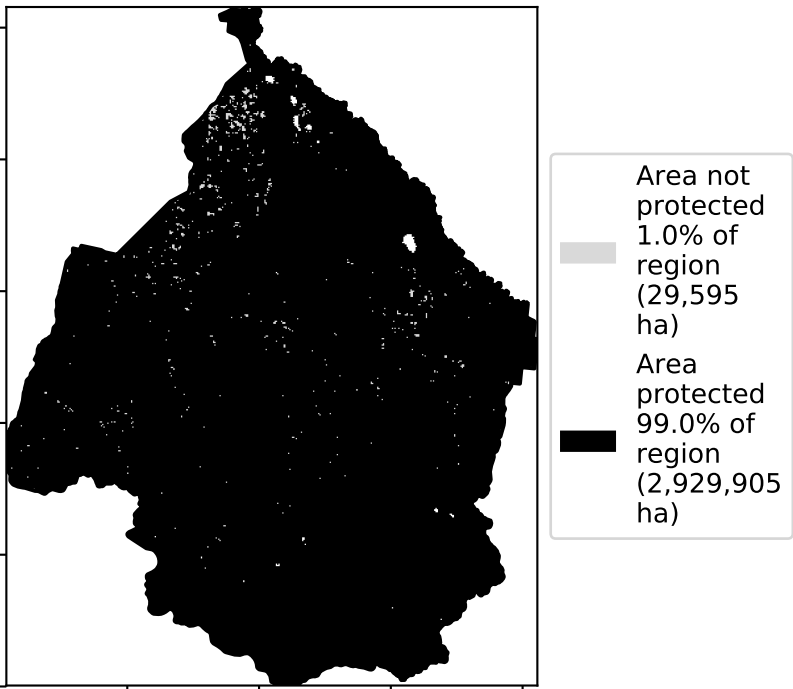 Area not
protected
1.0% of
region
(29,595
ha)
Area
protected
99.0% of
region
(2,929,905
ha)